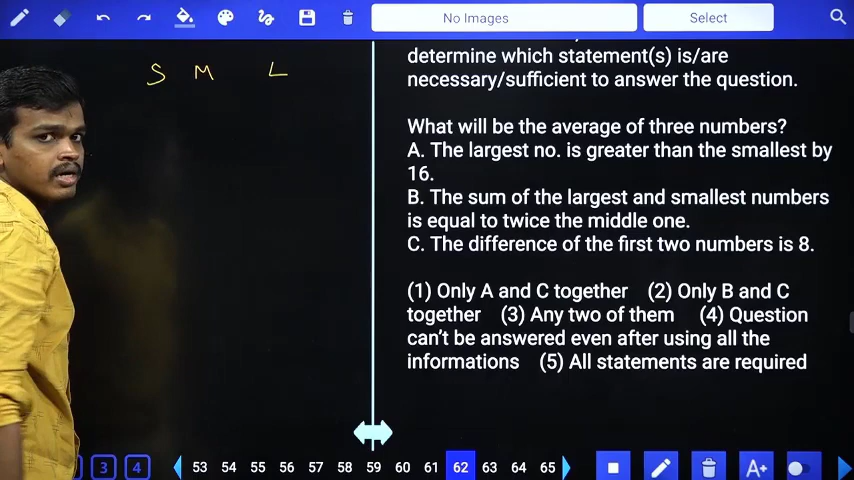 No Images
Select
determine which statement(s) is/are
necessary/sufficient to answer the question.
S M L
What will be the average of three numbers?
A. The largest no. is greater than the smallest by
16.
B. The sum of the largest and smallest numbers
is equal to twice the middle one.
C. The difference of the first two numbers is 8.
(1) Only A and C together (2) Only B and C
together (3) Any two of them (4) Question
can't be answered even after using all the
informations (5) All statements are required
3 4 53 54 55 56 57 58 59 60 61 62 63 64 65 A+